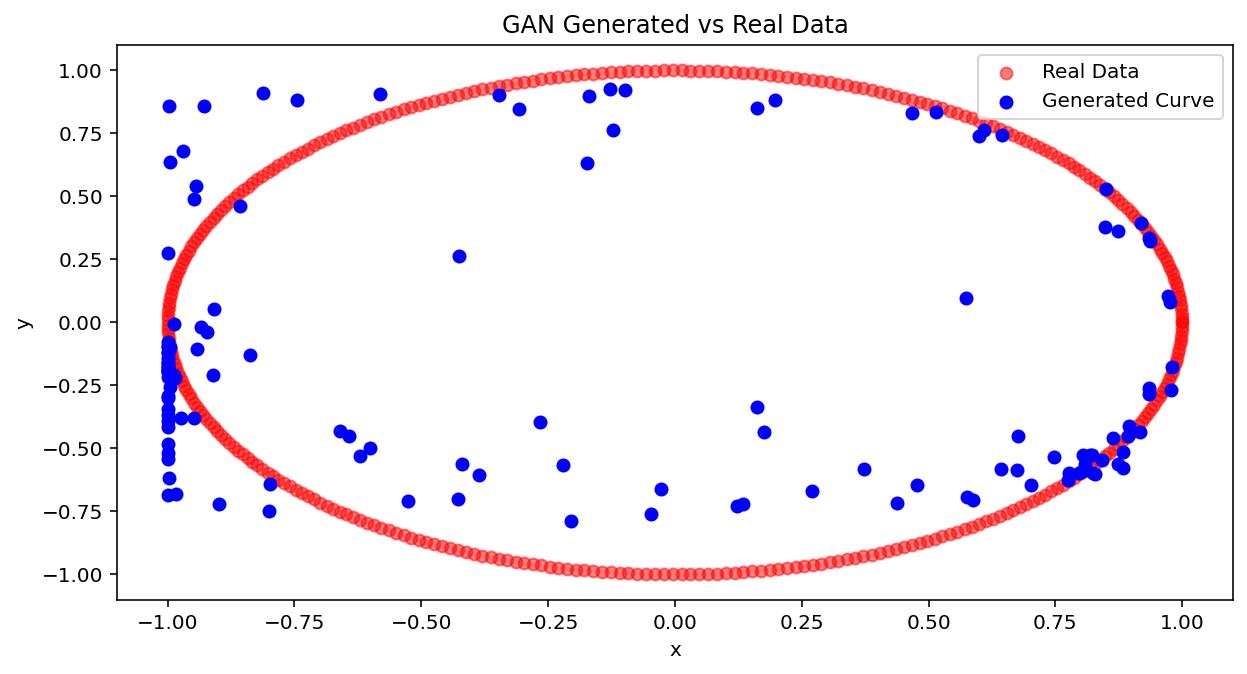 GAN Generated vs Real Data
Real Data
Generated Curve
1.00
0.75
0.50
0.25
0.00
−0.25
−0.50
−0.75
−1.00
y
−1.00 −0.75 −0.50 −0.25 0.00 0.25 0.50 0.75 1.00
x